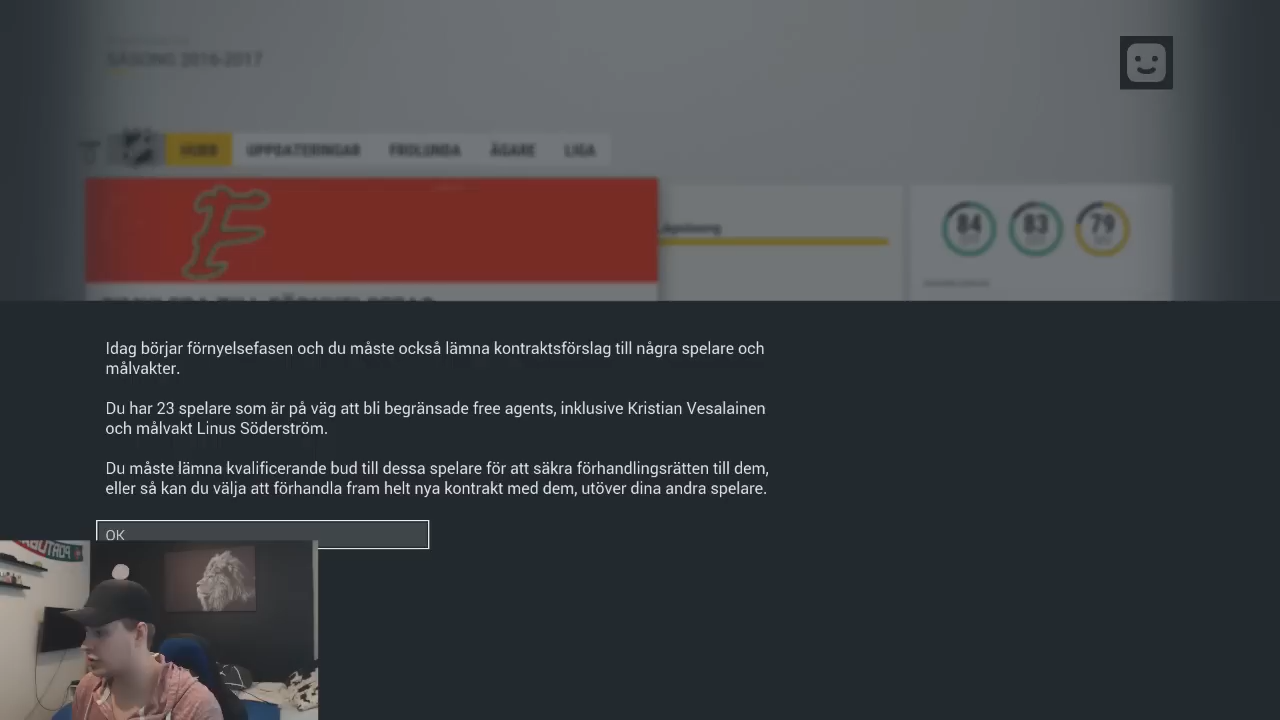 SÄSONG 2016-2017
HUBB UPPDATERINGAR FROLUNDA ÄGARE LIGA
84 83 79
Idag börjar förnyelsefasen och du måste också lämna kontraktsförslag till några spelare och
målvakter.
Du har 23 spelare som är på väg att bli begränsade free agents, inklusive Kristian Vesalainen
och målvakt Linus Söderström.
Du måste lämna kvalificerande bud till dessa spelare för att säkra förhandlingsrätten till dem,
eller så kan du välja att förhandla fram helt nya kontrakt med dem, utöver dina andra spelare.
OK